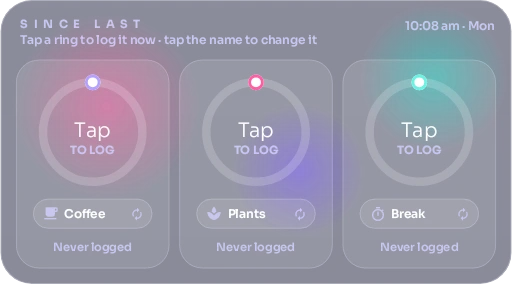 SINCE LAST
10:08 am · Mon
Tap a ring to log it now · tap the name to change it
Tap
TO LOG
Coffee
Never logged
Tap
TO LOG
Plants
Never logged
Tap
TO LOG
Break
Never logged